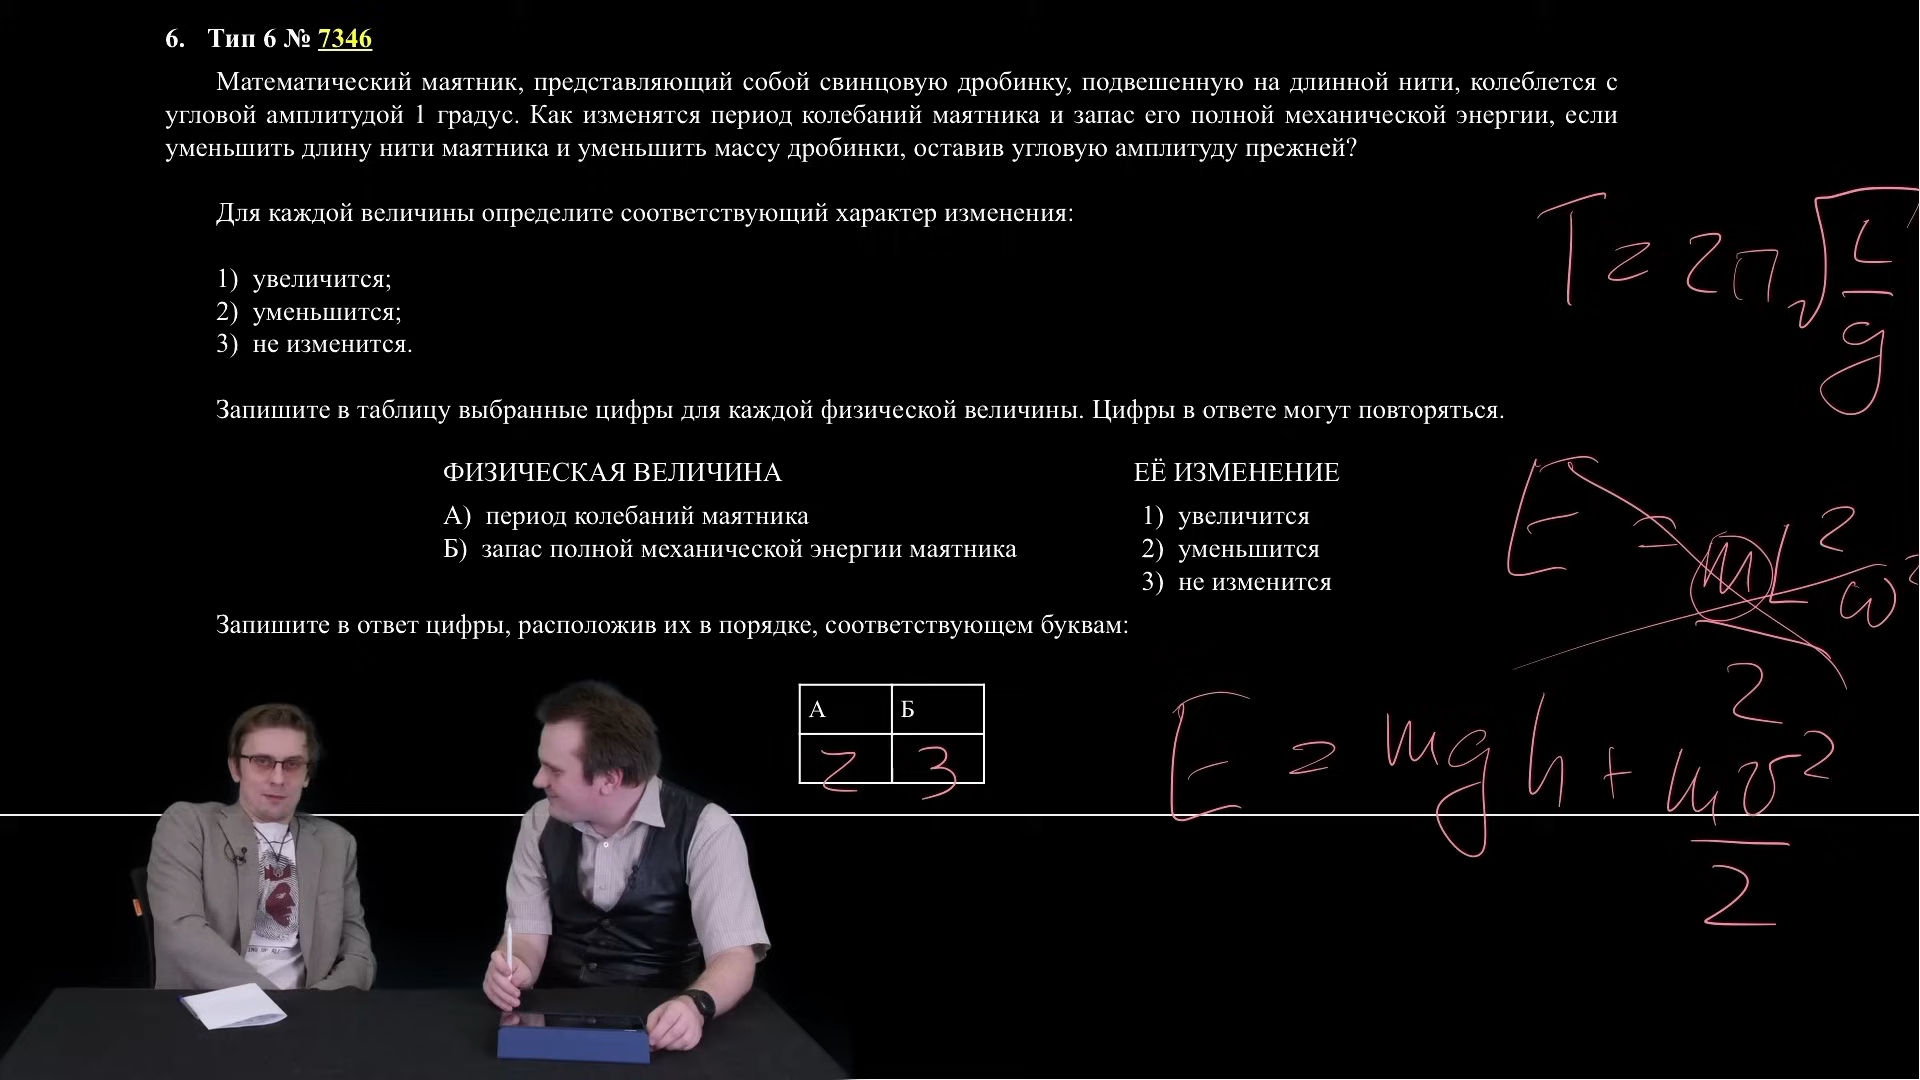 6. Тип 6 № 7346
Математический маятник, представляющий собой свинцовую дробинку, подвешенную на длинной нити, колеблется с
угловой амплитудой 1 градус. Как изменятся период колебаний маятника и запас его полной механической энергии, если
уменьшить длину нити маятника и уменьшить массу дробинки, оставив угловую амплитуду прежней?
Для каждой величины определите соответствующий характер изменения:
1) увеличится;
2) уменьшится;
3) не изменится.
Запишите в таблицу выбранные цифры для каждой физической величины. Цифры в ответе могут повторяться.
ФИЗИЧЕСКАЯ ВЕЛИЧИНА ЕЁ ИЗМЕНЕНИЕ
А) период колебаний маятника 1) увеличится
Б) запас полной механической энергии маятника 2) уменьшится
3) не изменится
Запишите в ответ цифры, расположив их в порядке, соответствующем буквам:
А Б
2 3
T = 2π√(L/g)
E = mL²ω²/2
E = mgh + mv²/2